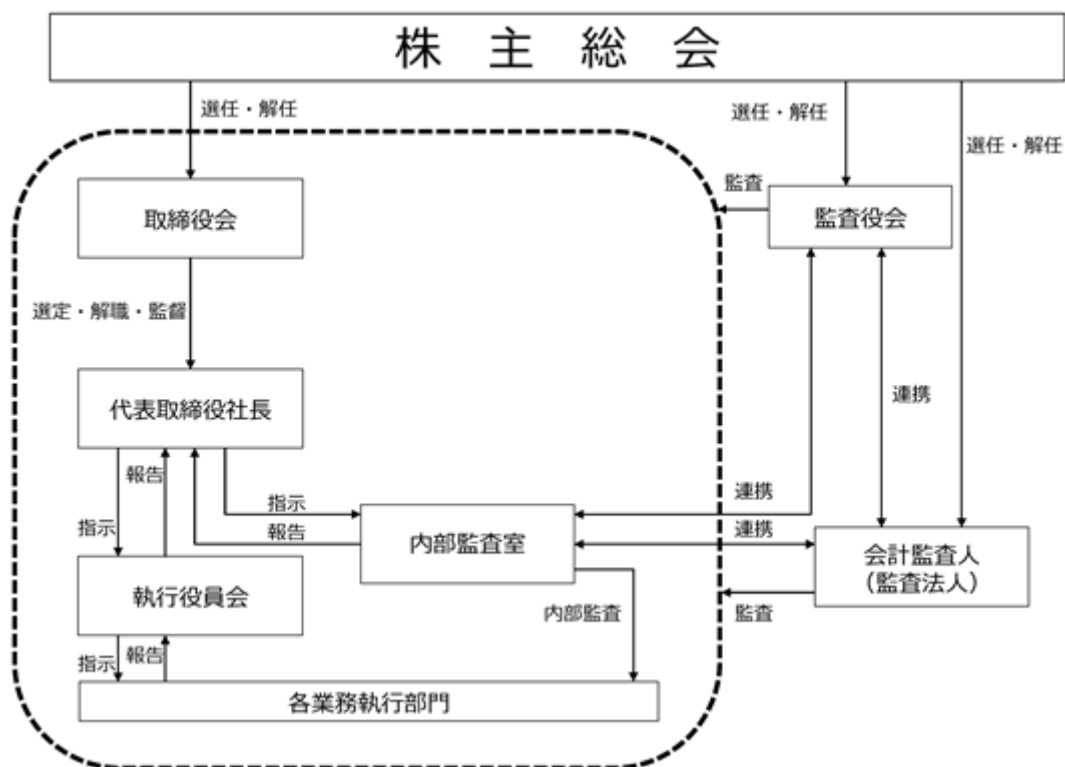 株主総会
選任・解任
選任・解任
選任・解任
取締役会
監査
監査役会
選定・解職・監督
代表取締役社長
連携
報告
指示
指示
報告
連携
連携
内部監査室
会計監査人
（監査法人）
執行役員会
内部監査
監査
指示
報告
各業務執行部門